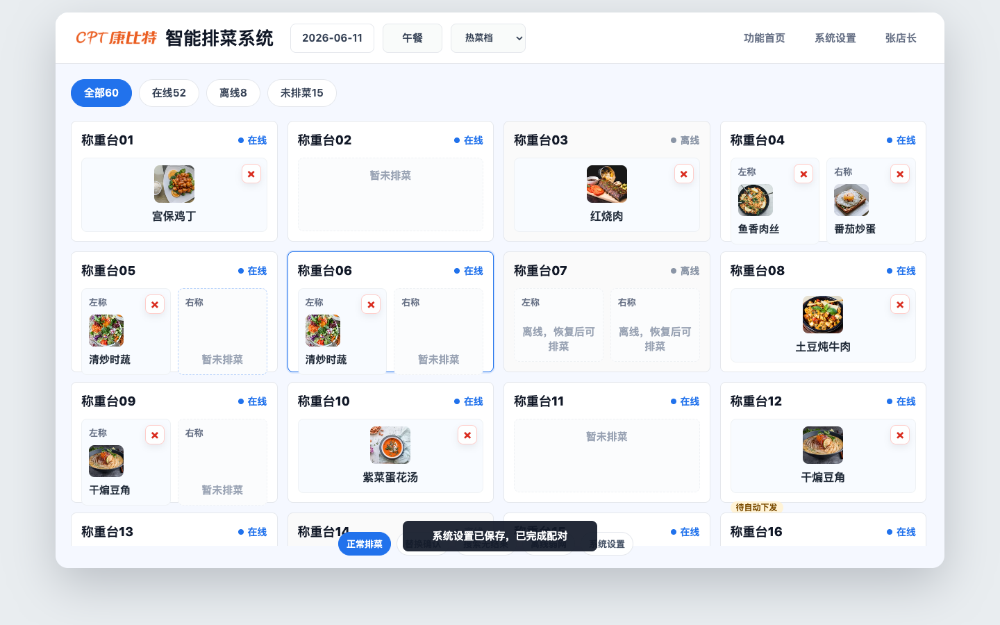 CPT 康比特 智能排菜系统 2026-06-11 午餐 热菜档 功能首页 系统设置 张店长
全部60 在线52 离线8 未排菜15
称重台01 在线
宫保鸡丁
称重台02 在线
暂未排菜
称重台03 离线
红烧肉
称重台04 在线
左称 右称
鱼香肉丝 番茄炒蛋
称重台05 在线
左称 右称
清炒时蔬 暂未排菜
称重台06 在线
左称 右称
清炒时蔬 暂未排菜
称重台07 离线
左称 右称
离线，恢复后可 离线，恢复后可
排菜 排菜
称重台08 在线
土豆炖牛肉
称重台09 在线
左称 右称
干煸豆角 暂未排菜
称重台10 在线
紫菜蛋花汤
称重台11 在线
暂未排菜
称重台12 在线
干煸豆角
待自动下发
称重台13 在线
称重台14
在线
称重台16 在线
系统设置已保存，已完成配对
正常排菜 系统设置